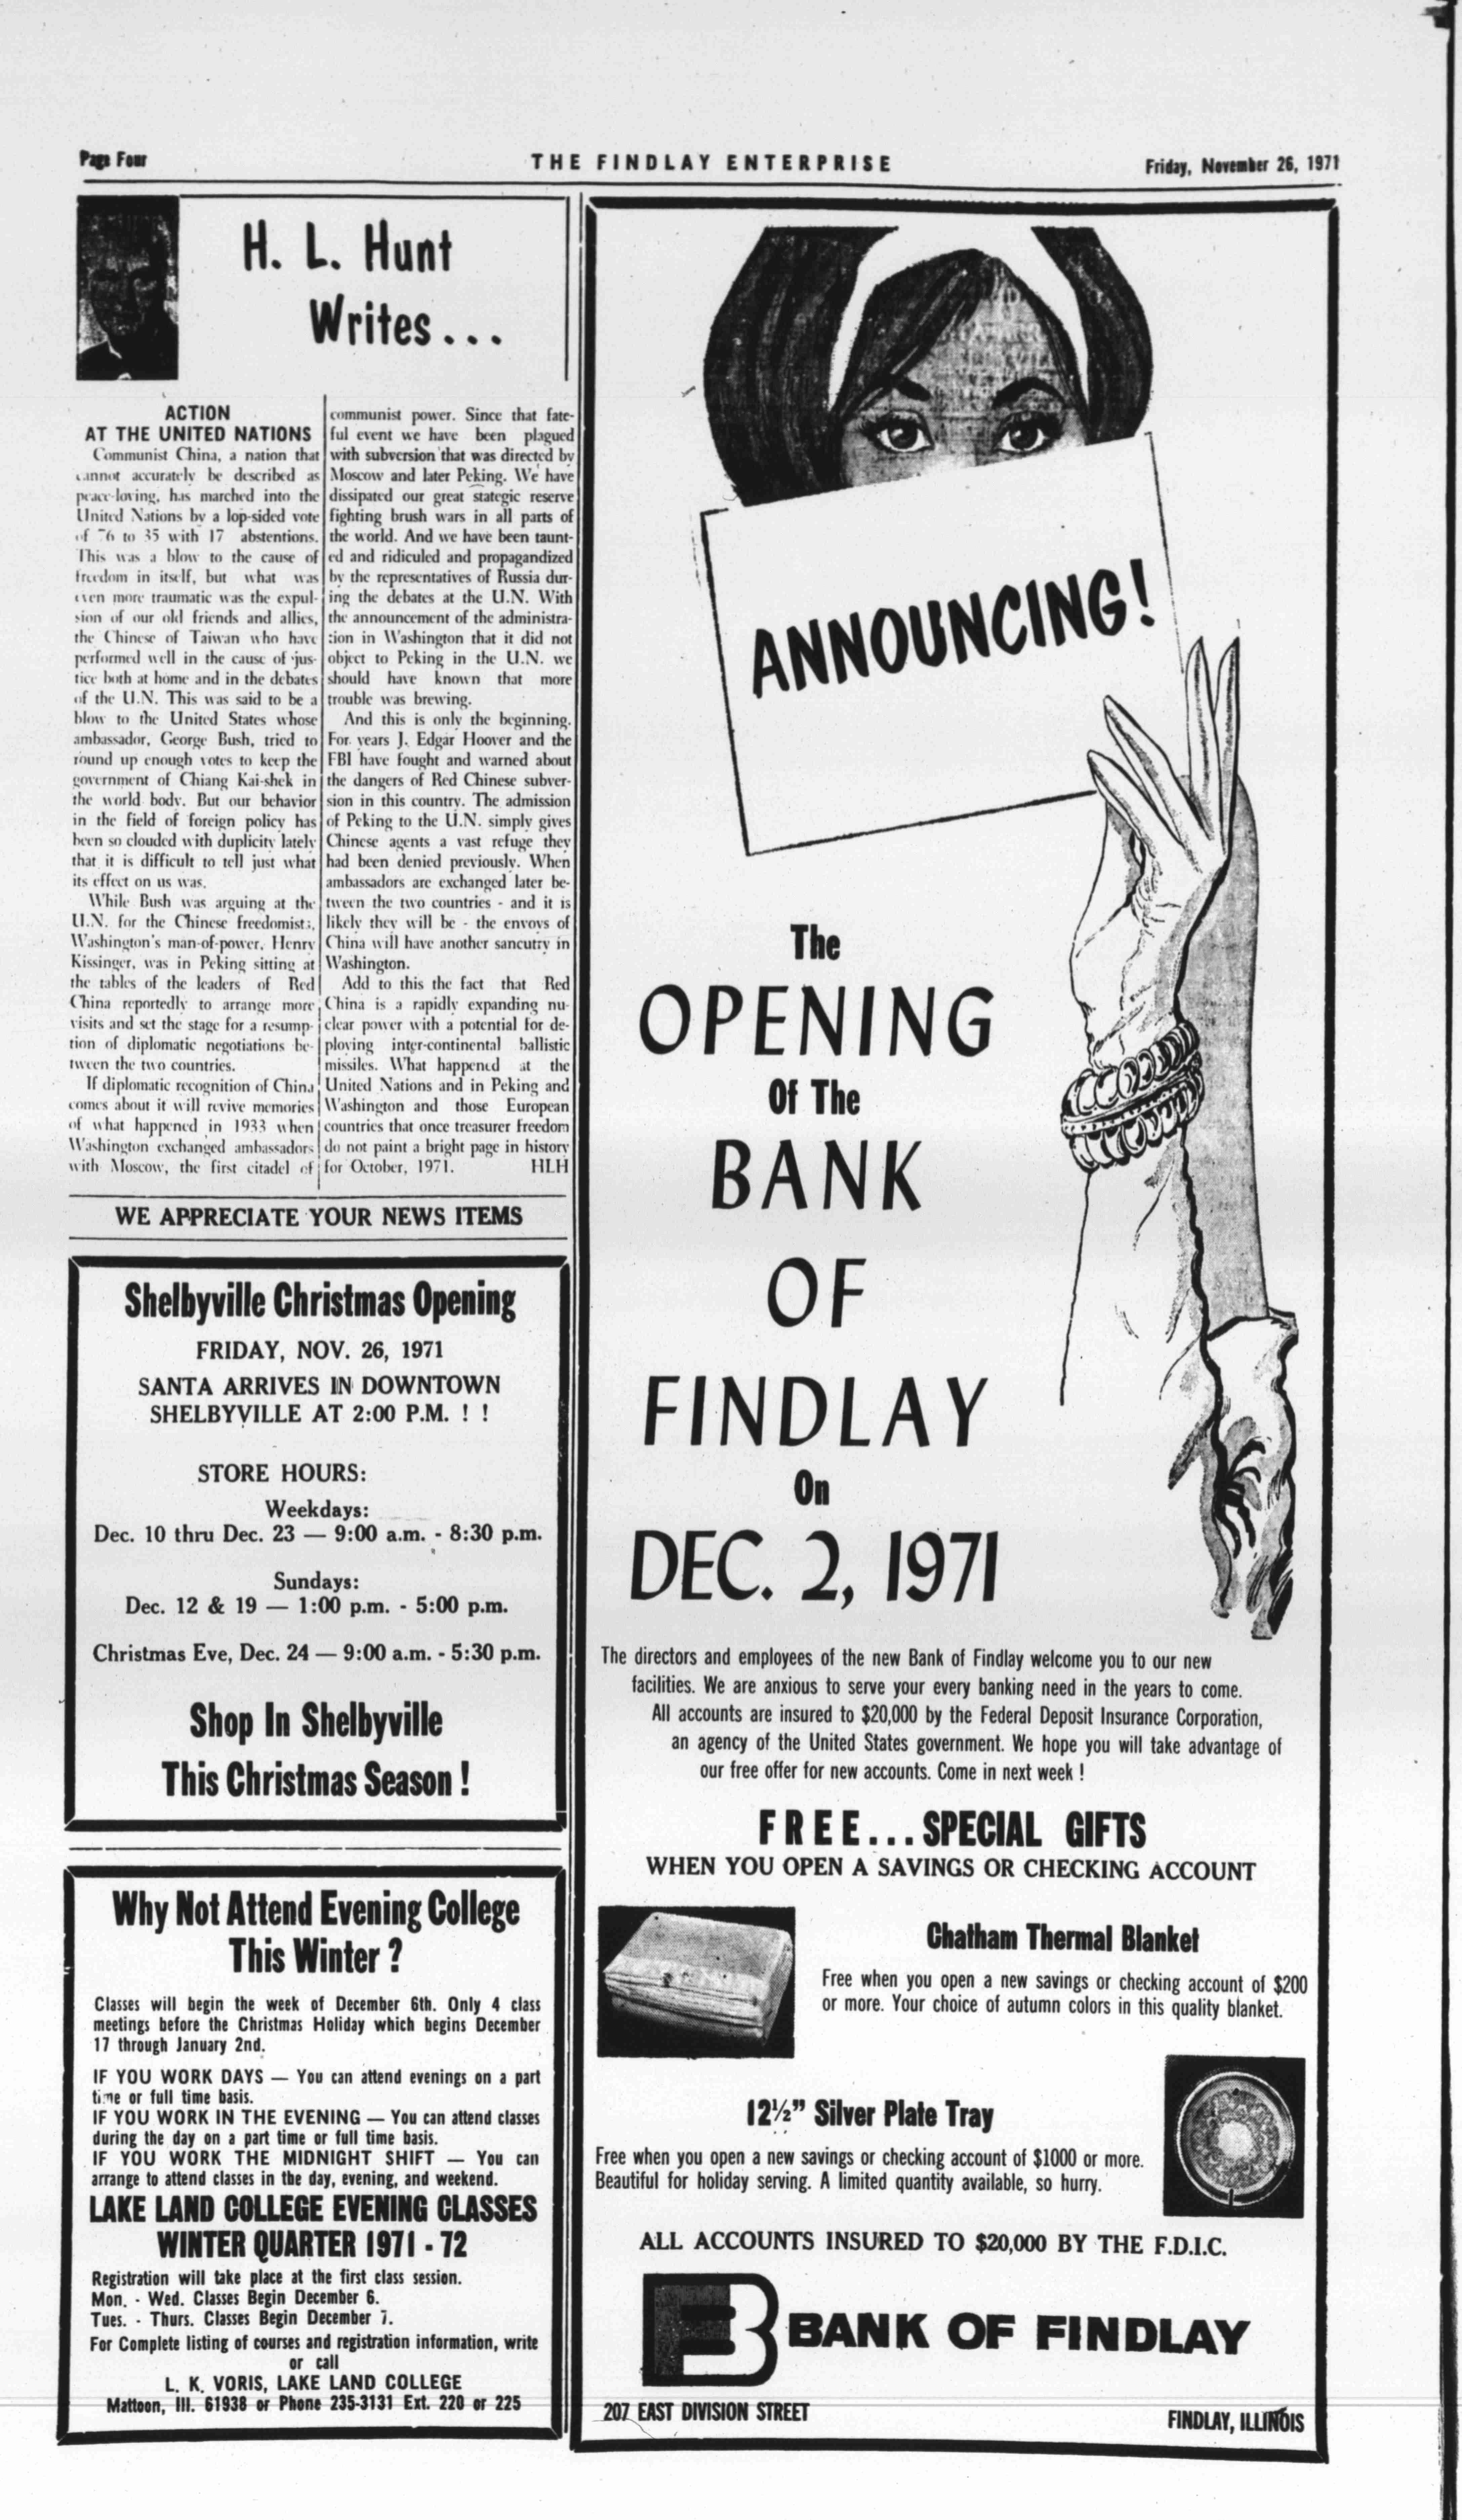 Page Four
THE FINDLAY ENTERPRISE
Friday, November 26, 1971
H. L. Hunt
Writes...
ACTION
AT THE UNITED NATIONS
Communist China, a nation that
cannot accurately be described as
peace-loving, has marched into the
United Nations by a lop-sided vote
of 76 to 35 with 17 abstentions.
This was a blow to the cause of
freedom in itself, but what was
even more traumatic was the expul-
sion of our old friends and allies,
the Chinese of Taiwan who have
performed well in the cause of jus-
tice both at home and in the debates
of the U.N. This was said to be a
blow to the United States whose
ambassador, George Bush, tried to
round up enough votes to keep the
government of Chiang Kai-shek in
the world body. But our behavior
in the field of foreign policy has
been so clouded with duplicity lately
that it is difficult to tell just what
its effect on us was.
While Bush was arguing at the
U.N. for the Chinese freedomists,
Washington's man-of-power, Henry
Kissinger, was in Peking sitting at
the tables of the leaders of Red
China reportedly to arrange more
visits and set the stage for a resump-
tion of diplomatic negotiations be-
tween the two countries.
If diplomatic recognition of China
comes about it will revive memories
of what happened in 1933 when
Washington exchanged ambassadors
with Moscow, the first citadel of
communist power. Since that fate-
ful event we have been plagued
with subversion that was directed by
Moscow and later Peking. We have
dissipated our great stategic reserve
fighting brush wars in all parts of
the world. And we have been taunt-
ed and ridiculed and propagandized
by the representatives of Russia dur-
ing the debates at the U.N. With
the announcement of the administra-
tion in Washington that it did not
object to Peking in the U.N. we
should have known that more
trouble was brewing.
And this is only the beginning.
For years J. Edgar Hoover and the
FBI have fought and warned about
the dangers of Red Chinese subver-
sion in this country. The admission
of Peking to the U.N. simply gives
Chinese agents a vast refuge they
had been denied previously. When
ambassadors are exchanged later be-
tween the two countries - and it is
likely they will be - the envoys of
China will have another sancutry in
Washington.
Add to this the fact that Red
China is a rapidly expanding nu-
clear power with a potential for de-
ploying inter-continental ballistic
missiles. What happened at the
United Nations and in Peking and
Washington and those European
countries that once treasurer freedom
do not paint a bright page in history
for October, 1971. HLH
WE APPRECIATE YOUR NEWS ITEMS
Shelbyville Christmas Opening
FRIDAY, NOV. 26, 1971
SANTA ARRIVES IN DOWNTOWN
SHELBYVILLE AT 2:00 P.M. ! !
STORE HOURS:
Weekdays:
Dec. 10 thru Dec. 23 — 9:00 a.m. - 8:30 p.m.
Sundays:
Dec. 12 & 19 — 1:00 p.m. - 5:00 p.m.
Christmas Eve, Dec. 24 — 9:00 a.m. - 5:30 p.m.
Shop In Shelbyville
This Christmas Season !
Why Not Attend Evening College
This Winter ?
Classes will begin the week of December 6th. Only 4 class
meetings before the Christmas Holiday which begins December
17 through January 2nd.
IF YOU WORK DAYS — You can attend evenings on a part
time or full time basis.
IF YOU WORK IN THE EVENING — You can attend classes
during the day on a part time or full time basis.
IF YOU WORK THE MIDNIGHT SHIFT — You can
arrange to attend classes in the day, evening, and weekend.
LAKE LAND COLLEGE EVENING CLASSES
WINTER QUARTER 1971 - 72
Registration will take place at the first class session.
Mon. - Wed. Classes Begin December 6.
Tues. - Thurs. Classes Begin December 7.
For Complete listing of courses and registration information, write
or call
L. K. VORIS, LAKE LAND COLLEGE
Mattoon, Ill. 61938 or Phone 235-3131 Ext. 220 or 225
ANNOUNCING!
The
OPENING
Of The
BANK
OF
FINDLAY
On
DEC. 2, 1971
The directors and employees of the new Bank of Findlay welcome you to our new
facilities. We are anxious to serve your every banking need in the years to come.
All accounts are insured to $20,000 by the Federal Deposit Insurance Corporation,
an agency of the United States government. We hope you will take advantage of
our free offer for new accounts. Come in next week !
FREE...SPECIAL GIFTS
WHEN YOU OPEN A SAVINGS OR CHECKING ACCOUNT
Chatham Thermal Blanket
Free when you open a new savings or checking account of $200
or more. Your choice of autumn colors in this quality blanket.
12½" Silver Plate Tray
Free when you open a new savings or checking account of $1000 or more.
Beautiful for holiday serving. A limited quantity available, so hurry.
ALL ACCOUNTS INSURED TO $20,000 BY THE F.D.I.C.
BANK OF FINDLAY
207 EAST DIVISION STREET
FINDLAY, ILLINOIS